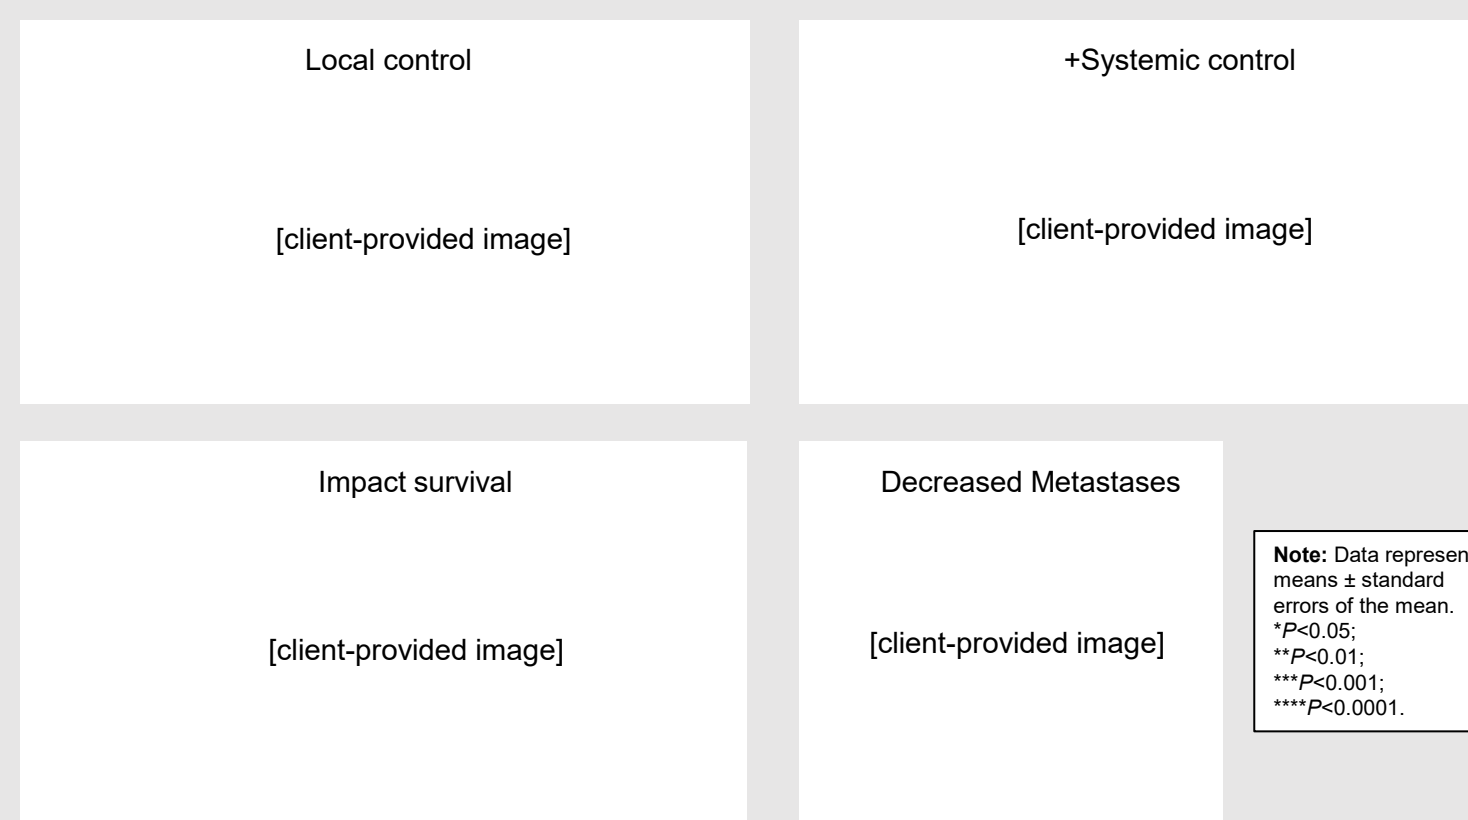 Local control
[client-provided image]
+Systemic control
[client-provided image]
Impact survival
[client-provided image]
Decreased Metastases
[client-provided image]
Note: Data represen
means ± standard
errors of the mean.
*P<0.05;
**P<0.01;
***P<0.001;
****P<0.0001.